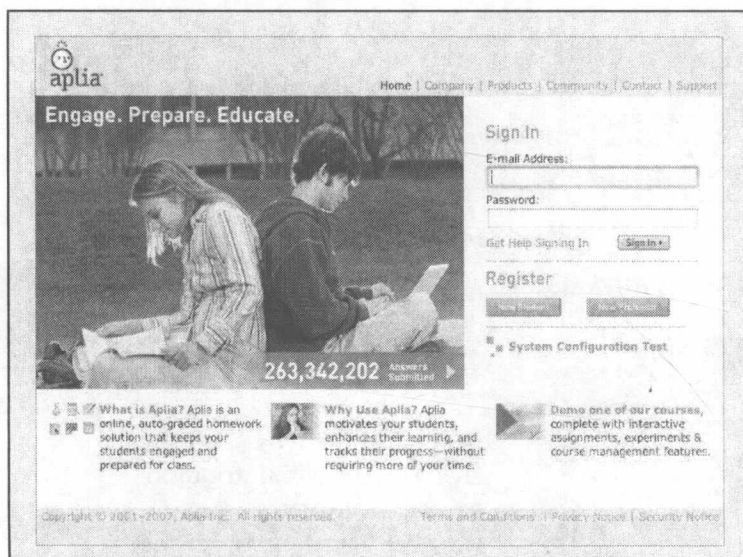 aplia
Home | Company | Products | Community | Contact | Support
Engage. Prepare. Educate.
Sign In
E-mail Address:
Password:
Get Help Signing In
Sign In
Register
263,342,202 Answers Submitted
System Configuration Test
What is Aplia? Aplia is an
online, auto-graded homework
solution that keeps your
students engaged and
prepared for class.
Why Use Aplia? Aplia
motivates your students,
enhances their learning, and
tracks their progress—without
requiring more of your time.
Demo one of our courses,
complete with interactive
assignments, experiments &
course management features.
Copyright © 2001-2007, Aplia Inc. All rights reserved.
Terms and Conditions | Privacy Notice | Security Notice